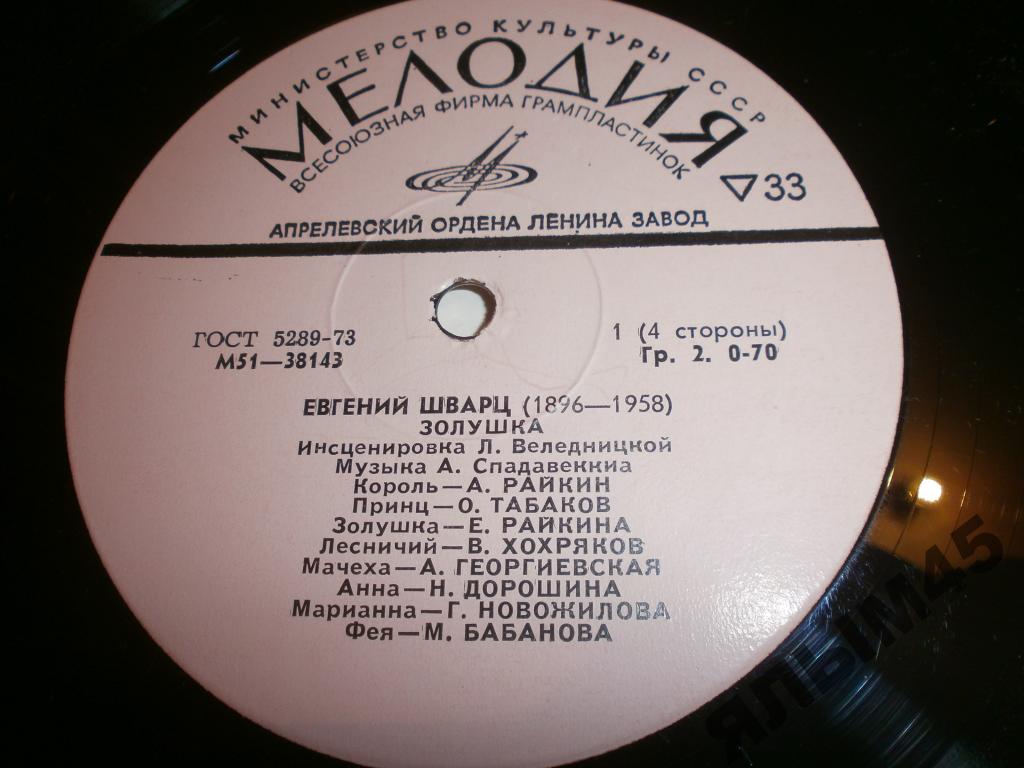 МИНИСТЕРСТВО КУЛЬТУРЫ СССР
МЕЛОДИЯ
ВСЕСОЮЗНАЯ ФИРМА ГРАМПЛАСТИНОК
33
АПРЕЛЕВСКИЙ ОРДЕНА ЛЕНИНА ЗАВОД
ГОСТ 5289-73
М51—38143
1 (4 стороны)
Гр. 2. 0-70
ЕВГЕНИЙ ШВАРЦ (1896—1958)
ЗОЛУШКА
Инсценировка Л. Веледницкой
Музыка А. Спадавеккиа
Король—А. РАЙКИН
Принц—О. ТАБАКОВ
Золушка—Е. РАЙКИНА
Лесничий—В. ХОХРЯКОВ
Мачеха—А. ГЕОРГИЕВСКАЯ
Анна—Н. ДОРОШИНА
Марианна—Г. НОВОЖИЛОВА
Фея—М. БАБАНОВА
ЯЛЫМ45